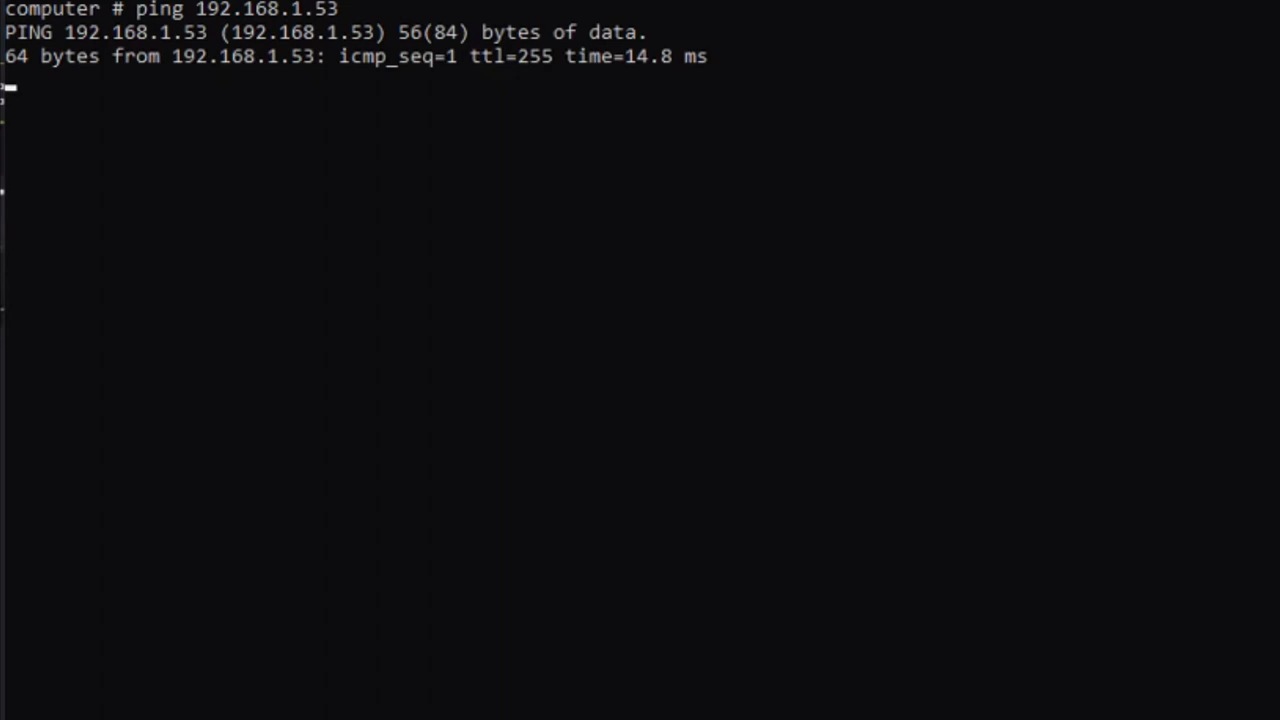 computer # ping 192.168.1.53
PING 192.168.1.53 (192.168.1.53) 56(84) bytes of data.
64 bytes from 192.168.1.53: icmp_seq=1 ttl=255 time=14.8 ms